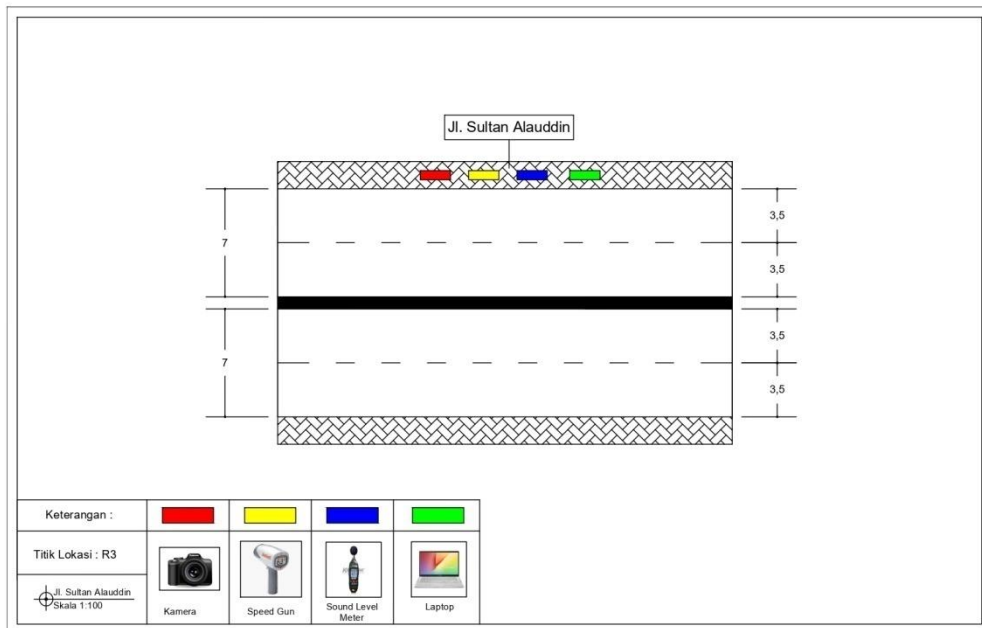 Jl. Sultan Alauddin
7
3,5
3,5
7
3,5
3,5
Keterangan :
Titik Lokasi : R3
Jl. Sultan Alauddin
Skala 1:100
Kamera
Speed Gun
Sound Level
Meter
Laptop